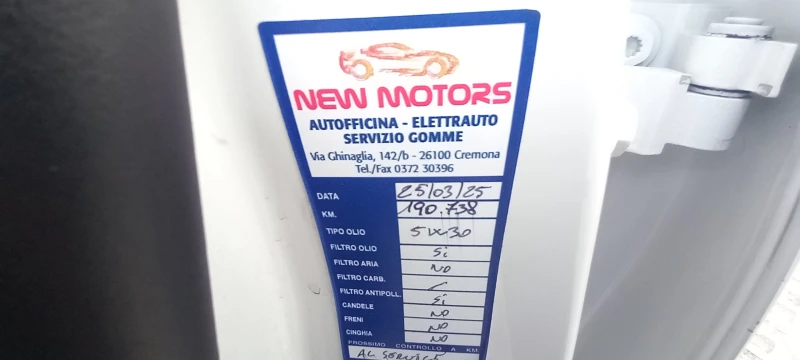 NEW MOTORS
AUTOFFICINA - ELETTRAUTO
SERVIZIO GOMME
Via Ghinaglia, 142/b - 26100 Cremona
Tel./Fax 0372 30396
DATA 25/03/25
KM. 190.738
TIPO OLIO 5W30
FILTRO OLIO Si
FILTRO ARIA NO
FILTRO CARB. /
FILTRO ANTIPOLL. Si
CANDELE NO
FRENI NO
CINGHIA NO
PROSSIMO CONTROLLO A KM.
AL SERVICE